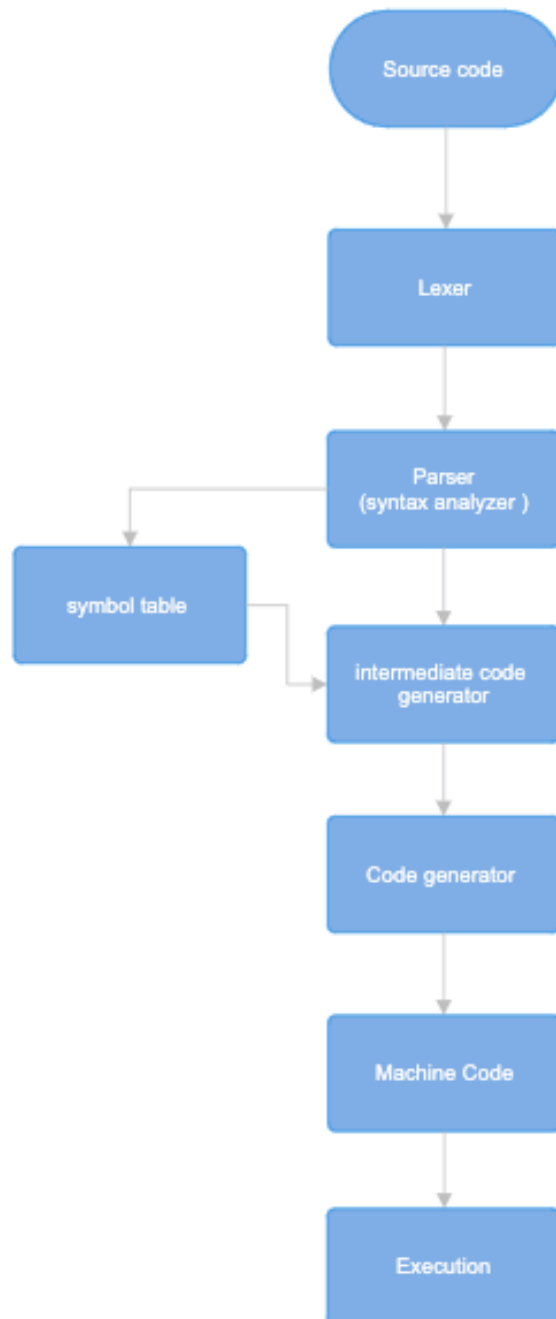 Source code
Lexer
Parser
(syntax analyzer )
symbol table
intermediate code
generator
Code generator
Machine Code
Execution